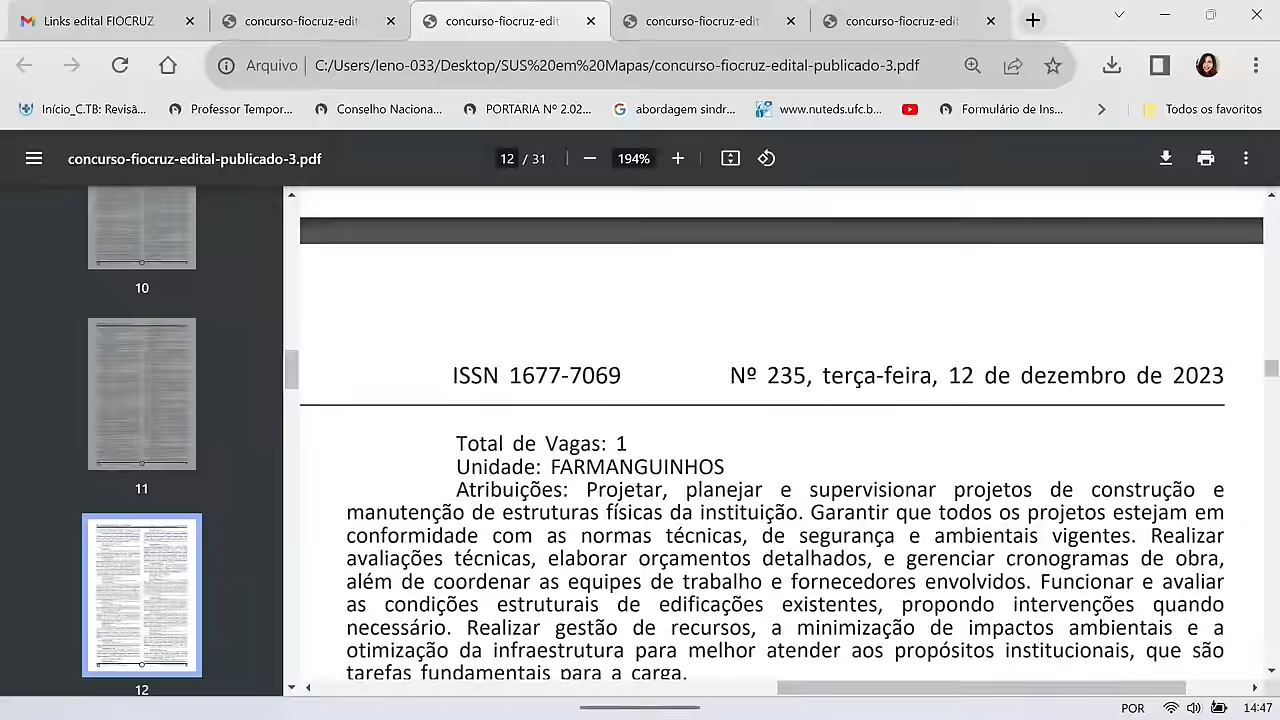 Links edital FIOCRUZ
concurso-fiocruz-edit
concurso-fiocruz-edit
concurso-fiocruz-edit
concurso-fiocruz-edit
Arquivo
C:/Users/leno-033/Desktop/SUS%20em%20Mapas/concurso-fiocruz-edital-publicado-3.pdf
Início_C.TB: Revisã...
Professor Tempor...
Conselho Naciona...
PORTARIA Nº 2.02...
abordagem sindr...
www.nuteds.ufc.b...
Formulário de Ins...
Todos os favoritos
concurso-fiocruz-edital-publicado-3.pdf
12 / 31
194%
10
11
12
ISSN 1677-7069
Nº 235, terça-feira, 12 de dezembro de 2023
Total de Vagas: 1
Unidade: FARMANGUINHOS
Atribuições: Projetar, planejar e supervisionar projetos de construção e
manutenção de estruturas físicas da instituição. Garantir que todos os projetos estejam em
conformidade com as normas técnicas, de segurança e ambientais vigentes. Realizar
avaliações técnicas, elaborar orçamentos detalhados, e gerenciar cronogramas de obra,
além de coordenar as equipes de trabalho e fornecedores envolvidos. Funcionar e avaliar
as condições estruturais de edificações existentes, propondo intervenções quando
necessário. Realizar gestão de recursos, a minimização de impactos ambientais e a
otimização da infraestrutura para melhor atender aos propósitos institucionais, que são
tarefas fundamentais para a carga.
POR
14:47